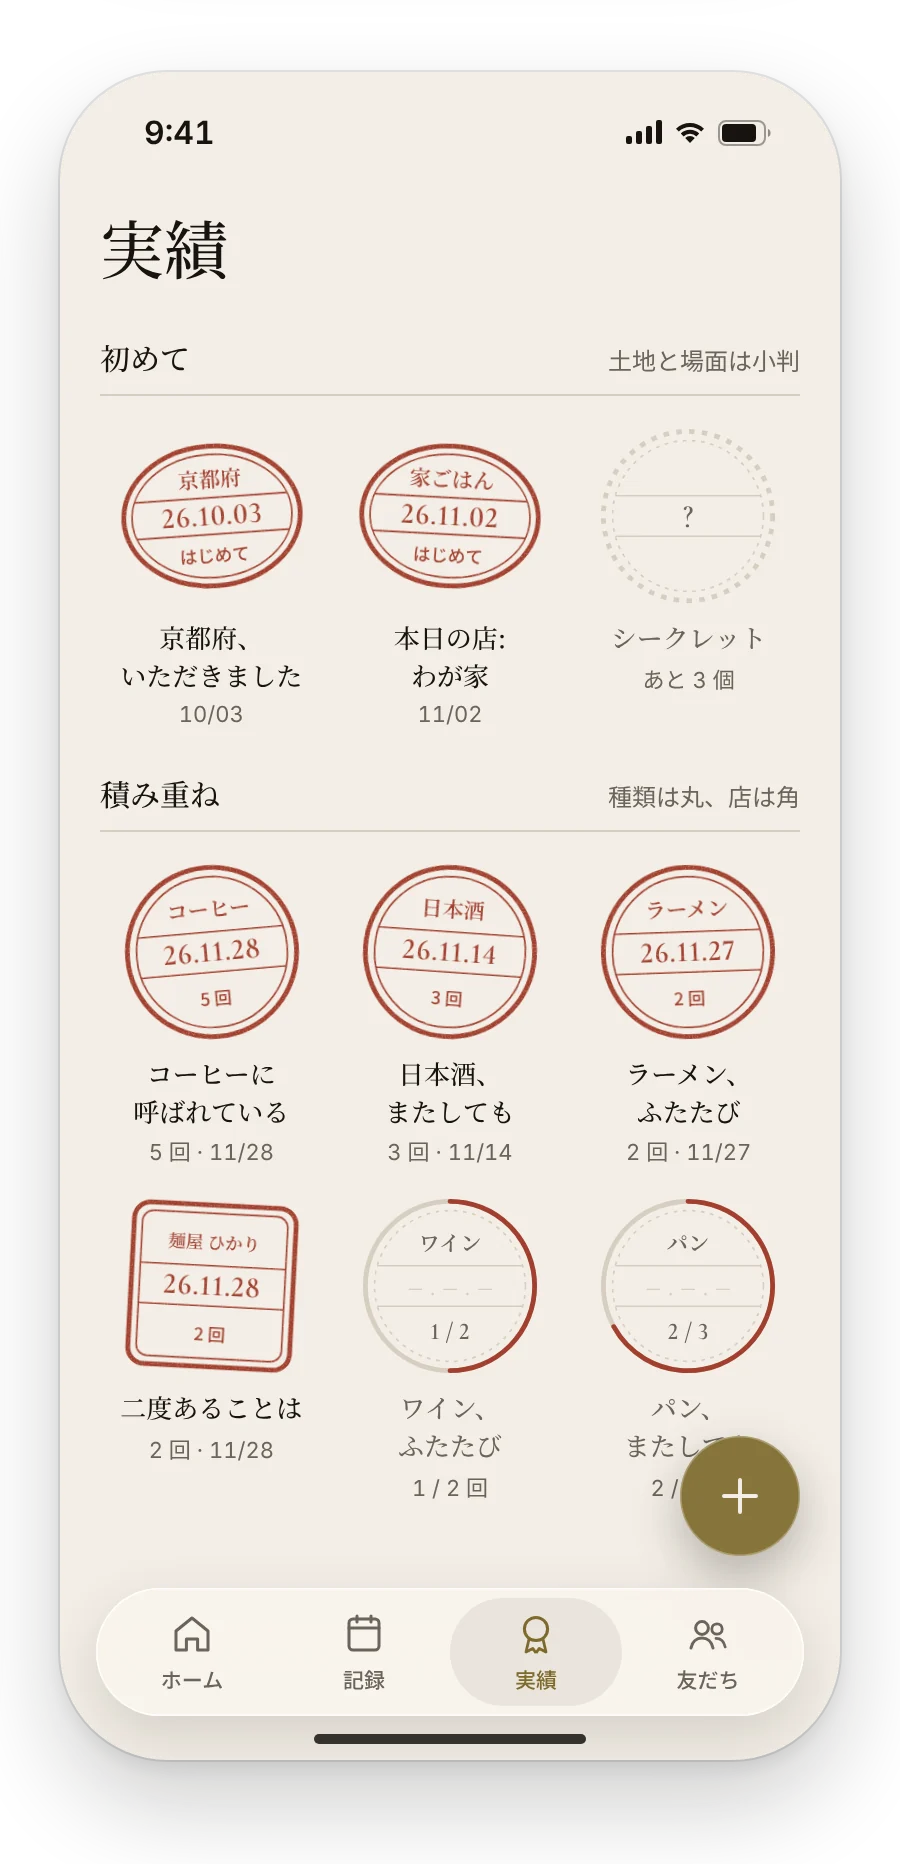 9:41
実績
初めて
土地と場面は小判
京都府
26.10.03
はじめて
家ごはん
26.11.02
はじめて
?
京都府、
いただきました
10/03
本日の店:
わが家
11/02
シークレット
あと 3 個
積み重ね
種類は丸、店は角
コーヒー
26.11.28
5回
日本酒
26.11.14
3回
ラーメン
26.11.27
2回
コーヒーに
呼ばれている
5 回 · 11/28
日本酒、
またしても
3 回 · 11/14
ラーメン、
ふたたび
2 回 · 11/27
麺屋 ひかり
26.11.28
2回
ワイン
– . – . –
1 / 2
パン
– . – . –
2 / 3
二度あることは
2 回 · 11/28
ワイン、
ふたたび
1 / 2 回
パン、
またし
2 /
ホーム
記録
実績
友だち